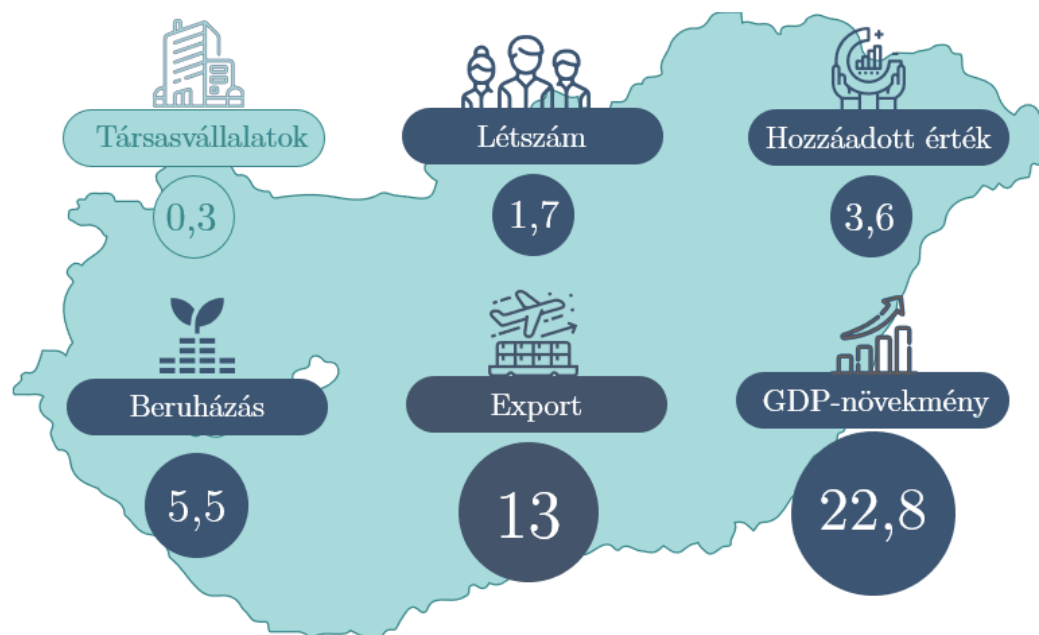 Társasvállalatok
0,3
Létszám
1,7
Hozzáadott érték
3,6
Beruházás
5,5
Export
13
GDP-növekmény
22,8